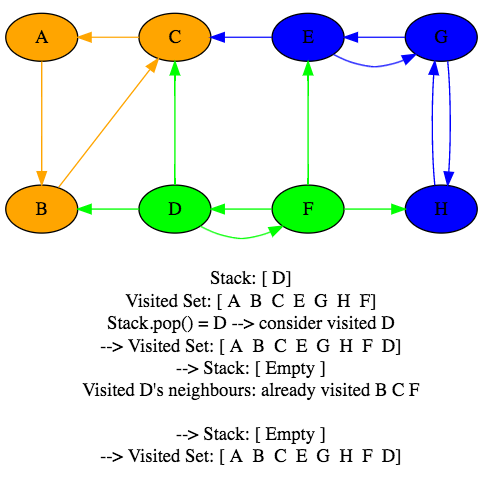 A C E G
B D F H
Stack: [ D]
Visited Set: [ A B C E G H F]
Stack.pop() = D --> consider visited D
--> Visited Set: [ A B C E G H F D]
--> Stack: [ Empty ]
Visited D's neighbours: already visited B C F
--> Stack: [ Empty ]
--> Visited Set: [ A B C E G H F D]